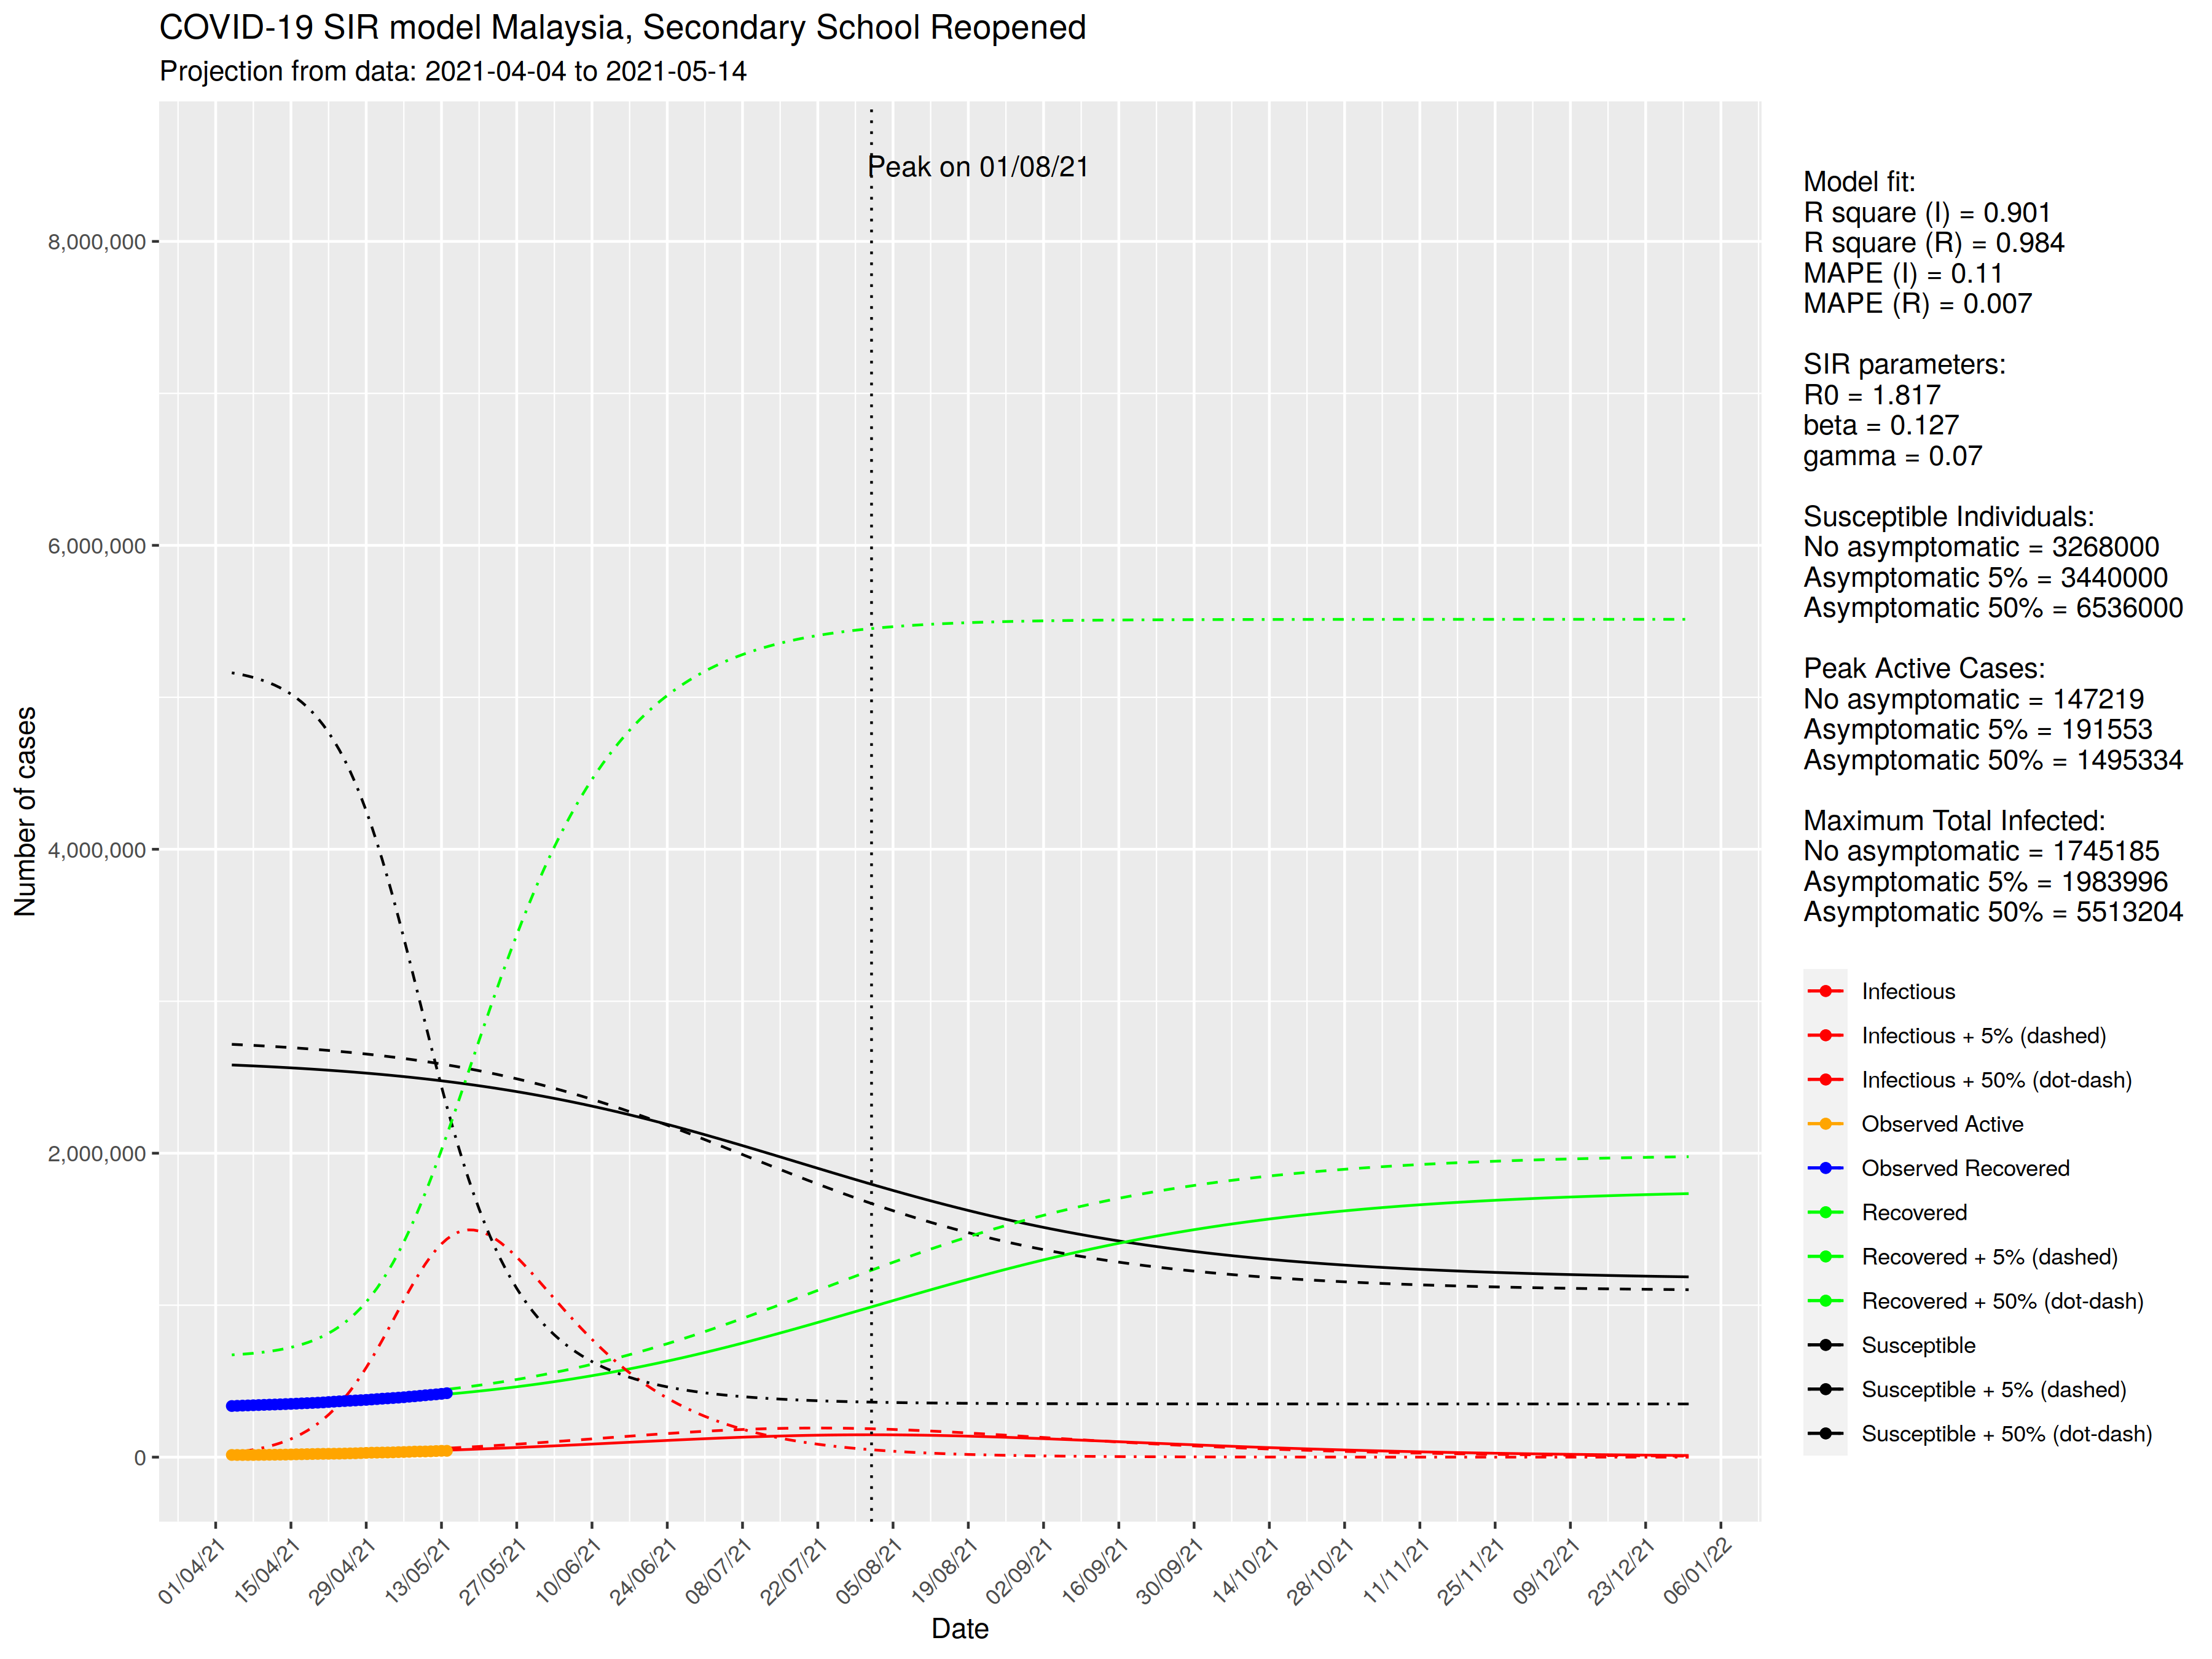 COVID-19 SIR model Malaysia, Secondary School Reopened
Projection from data: 2021-04-04 to 2021-05-14
Peak on 01/08/21
Number of cases
8,000,000
6,000,000
4,000,000
2,000,000
0
01/04/21
15/04/21
29/04/21
13/05/21
27/05/21
10/06/21
24/06/21
08/07/21
22/07/21
05/08/21
19/08/21
02/09/21
16/09/21
30/09/21
14/10/21
28/10/21
11/11/21
25/11/21
09/12/21
23/12/21
06/01/22
Date
Model fit:
R square (I) = 0.901
R square (R) = 0.984
MAPE (I) = 0.11
MAPE (R) = 0.007
SIR parameters:
R0 = 1.817
beta = 0.127
gamma = 0.07
Susceptible Individuals:
No asymptomatic = 3268000
Asymptomatic 5% = 3440000
Asymptomatic 50% = 6536000
Peak Active Cases:
No asymptomatic = 147219
Asymptomatic 5% = 191553
Asymptomatic 50% = 1495334
Maximum Total Infected:
No asymptomatic = 1745185
Asymptomatic 5% = 1983996
Asymptomatic 50% = 5513204
Infectious
Infectious + 5% (dashed)
Infectious + 50% (dot-dash)
Observed Active
Observed Recovered
Recovered
Recovered + 5% (dashed)
Recovered + 50% (dot-dash)
Susceptible
Susceptible + 5% (dashed)
Susceptible + 50% (dot-dash)